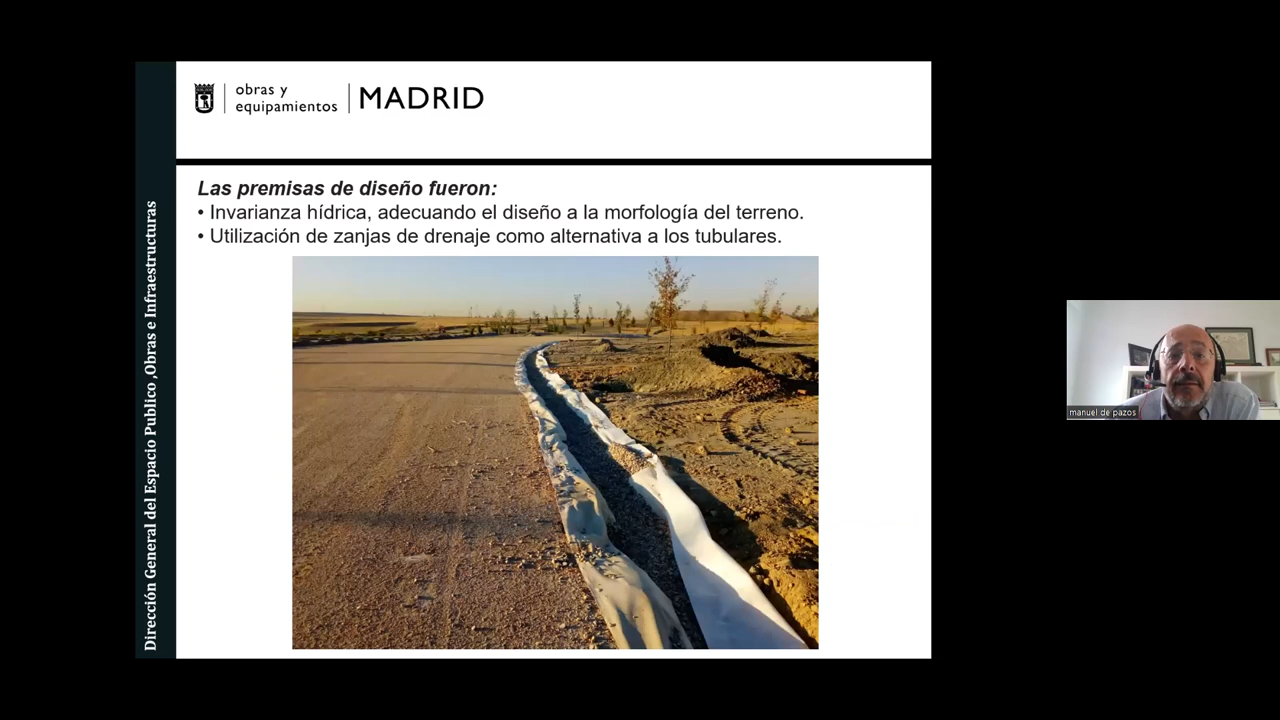 obras y
equipamientos
MADRID
Las premisas de diseño fueron:
• Invarianza hídrica, adecuando el diseño a la morfología del terreno.
• Utilización de zanjas de drenaje como alternativa a los tubulares.
Dirección General del Espacio Publico ,Obras e Infraestructuras
manuel de pazos